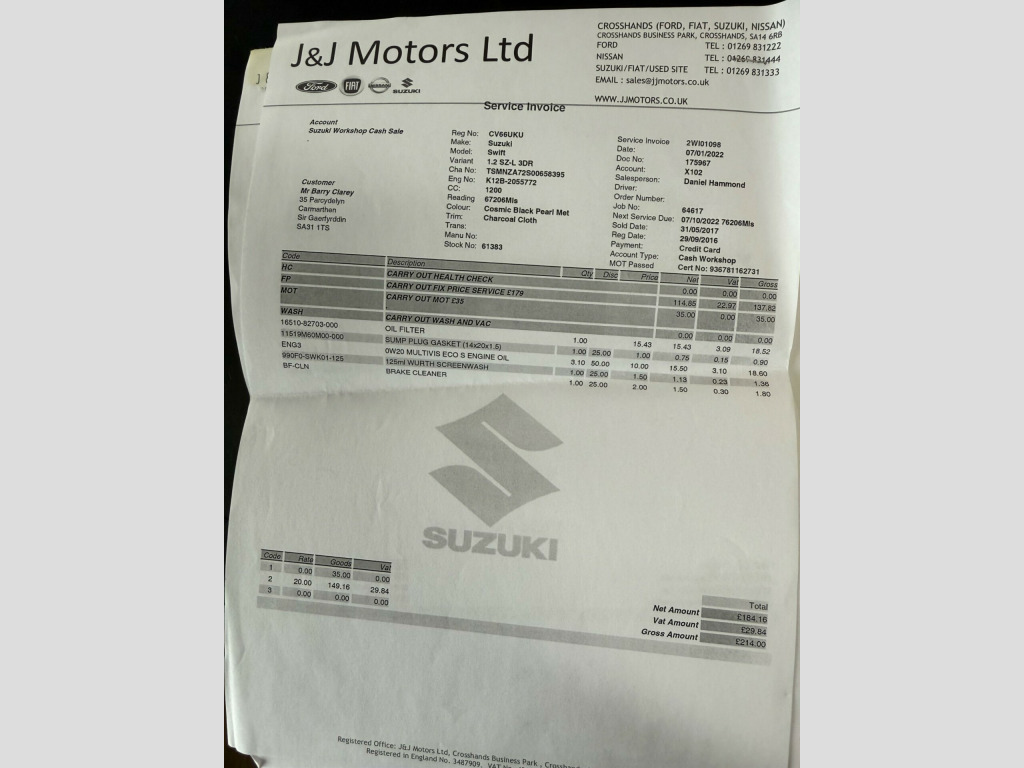 J&J Motors Ltd
Ford FIAT NISSAN SUZUKI
CROSSHANDS (FORD, FIAT, SUZUKI, NISSAN)
CROSSHANDS BUSINESS PARK, CROSSHANDS, SA14 6RB
FORD TEL : 01269 831222
NISSAN TEL : 01269 831444
SUZUKI/FIAT/USED SITE TEL : 01269 831333
EMAIL : sales@jjmotors.co.uk
WWW.JJMOTORS.CO.UK
Service Invoice
Account
Suzuki Workshop Cash Sale
Customer
Mr Barry Clarey
35 Parcydelyn
Carmarthen
Sir Gaerfyrddin
SA31 1TS
Reg No: CV66UKU
Make: Suzuki
Model: Swift
Variant 1.2 SZ-L 3DR
Cha No: TSMNZA72S00658395
Eng No: K12B-2055772
CC: 1200
Reading 67206Mls
Colour: Cosmic Black Pearl Met
Trim: Charcoal Cloth
Trans:
Manu No:
Stock No: 61383
Service Invoice 2WI01098
Date: 07/01/2022
Doc No: 175967
Account: X102
Salesperson: Daniel Hammond
Driver:
Order Number:
Job No: 64617
Next Service Due: 07/10/2022 76206Mls
Sold Date: 31/05/2017
Reg Date: 29/09/2016
Payment: Credit Card
Account Type: Cash Workshop
MOT Passed Cert No: 936781162731
Code Description Qty Disc Price Net Vat Gross
HC CARRY OUT HEALTH CHECK 0.00 0.00 0.00
FP CARRY OUT FIX PRICE SERVICE £179 114.85 22.97 137.82
MOT CARRY OUT MOT £35 35.00 0.00 35.00
WASH CARRY OUT WASH AND VAC 0.00 0.00 0.00
16510-82703-000 OIL FILTER 1.00 15.43 15.43 3.09 18.52
11519M60M00-000 SUMP PLUG GASKET (14x20x1.5) 1.00 25.00 1.00 0.75 0.15 0.90
ENG3 0W20 MULTIVIS ECO S ENGINE OIL 3.10 50.00 10.00 15.50 3.10 18.60
990F0-SWK01-125 125ml WURTH SCREENWASH 1.00 25.00 1.50 1.13 0.23 1.36
BF-CLN BRAKE CLEANER 1.00 25.00 2.00 1.50 0.30 1.80
SUZUKI
Code Rate Goods Vat
1 0.00 35.00 0.00
2 20.00 149.16 29.84
3 0.00 0.00 0.00
Total
Net Amount £184.16
Vat Amount £29.84
Gross Amount £214.00
Registered Office: J&J Motors Ltd, Crosshands Business Park , Crosshands
Registered in England No. 3487909, VAT